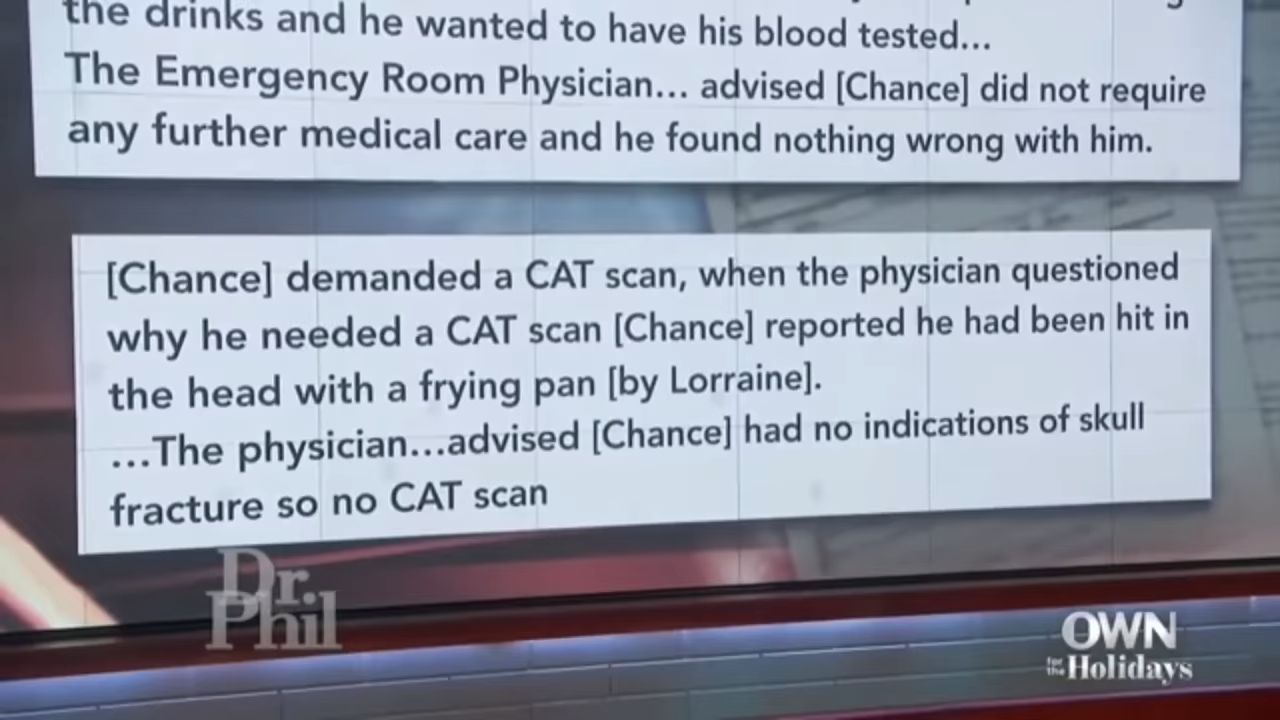 the drinks and he wanted to have his blood tested...
The Emergency Room Physician... advised [Chance] did not require
any further medical care and he found nothing wrong with him.
[Chance] demanded a CAT scan, when the physician questioned
why he needed a CAT scan [Chance] reported he had been hit in
the head with a frying pan [by Lorraine].
...The physician...advised [Chance] had no indications of skull
fracture so no CAT scan
Dr.
Phil
OWN
for the Holidays